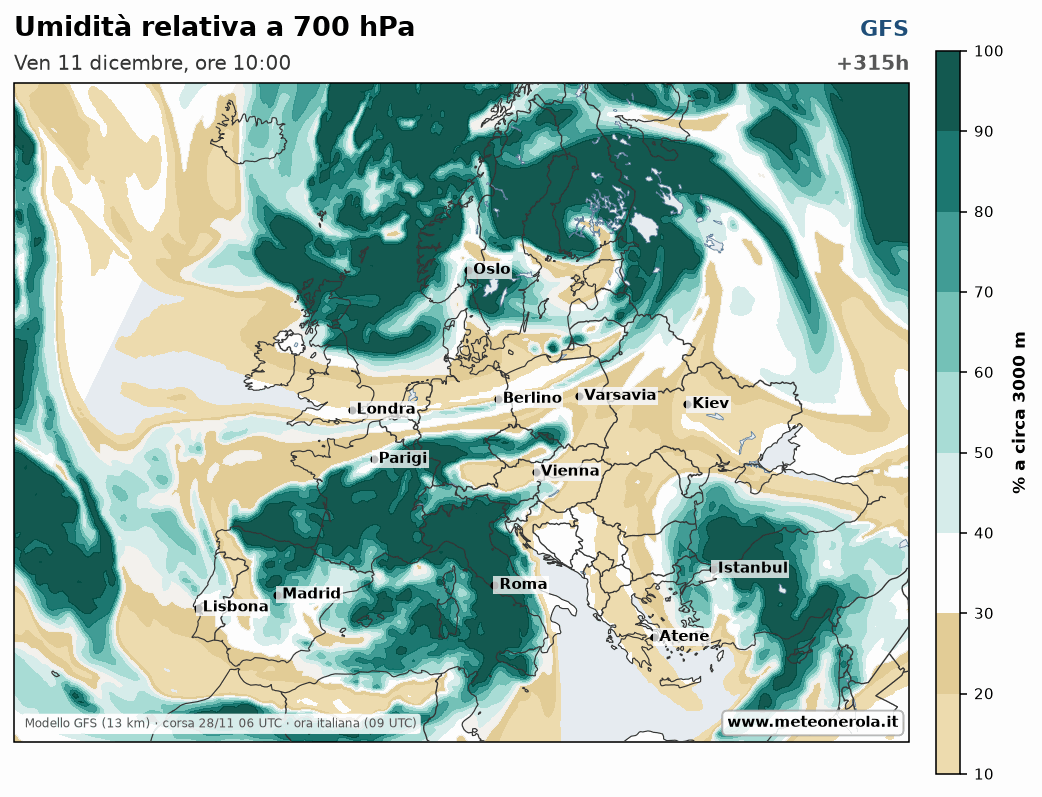 Umidità relativa a 700 hPa
GFS
Ven 11 dicembre, ore 10:00
+315h
100
90
80
70
60
50
40
30
20
10
% a circa 3000 m
Oslo
Londra
Berlino
Varsavia
Kiev
Parigi
Vienna
Istanbul
Roma
Madrid
Lisbona
Atene
Modello GFS (13 km) · corsa 28/11 06 UTC · ora italiana (09 UTC)
www.meteonerola.it